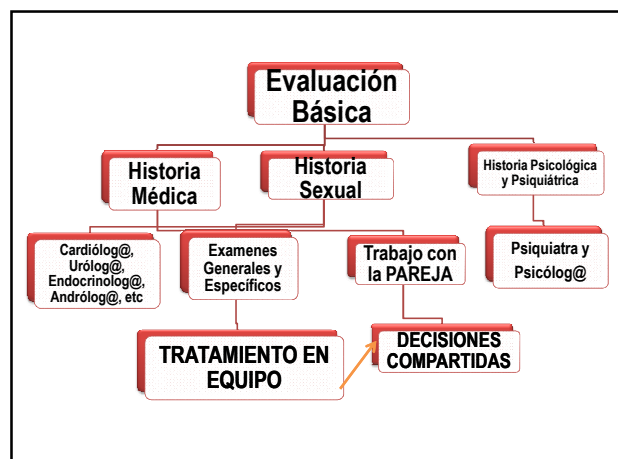 Evaluación
Básica
Historia
Médica
Historia
Sexual
Historia Psicológica
y Psiquiátrica
Cardiólog@,
Urólog@,
Endocrinolog@,
Andrólog@, etc
Examenes
Generales y
Específicos
Trabajo con
la PAREJA
Psiquiatra y
Psicólog@
TRATAMIENTO EN
EQUIPO
DECISIONES
COMPARTIDAS